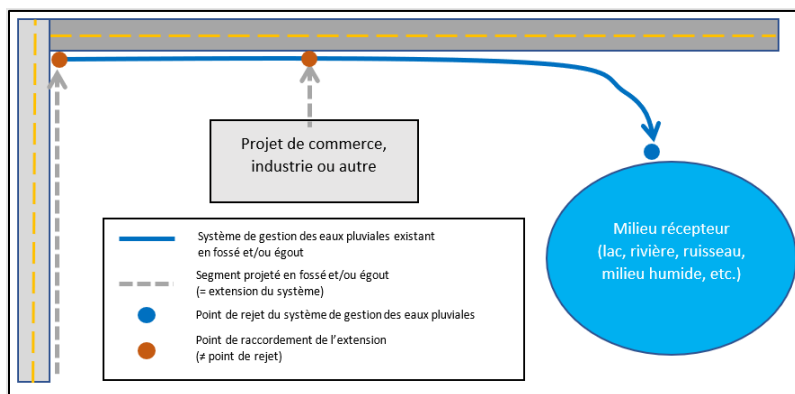 Projet de commerce,
industrie ou autre
Milieu récepteur
(lac, rivière, ruisseau,
milieu humide, etc.)
Système de gestion des eaux pluviales existant
en fossé et/ou égout
Segment projeté en fossé et/ou égout
(= extension du système)
Point de rejet du système de gestion des eaux pluviales
Point de raccordement de l'extension
(≠ point de rejet)